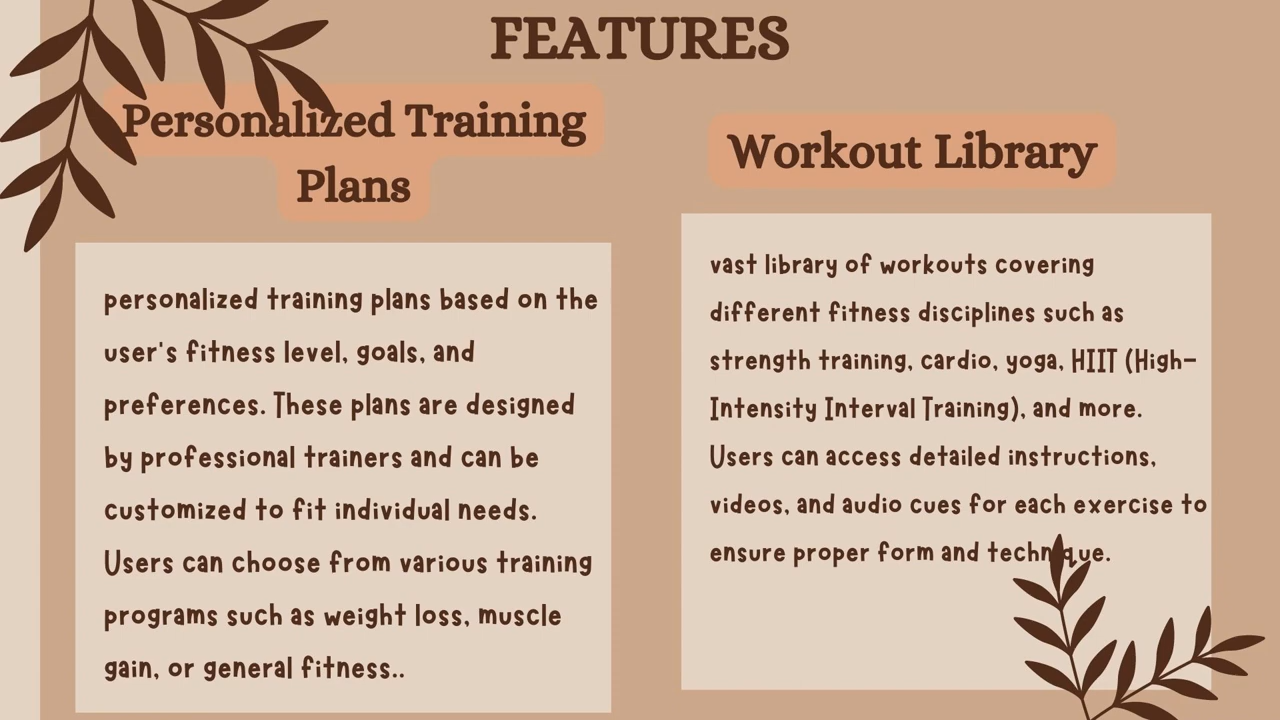 FEATURES
Personalized Training
Plans
personalized training plans based on the
user's fitness level, goals, and
preferences. These plans are designed
by professional trainers and can be
customized to fit individual needs.
Users can choose from various training
programs such as weight loss, muscle
gain, or general fitness..
Workout Library
vast library of workouts covering
different fitness disciplines such as
strength training, cardio, yoga, HIIT (High-
Intensity Interval Training), and more.
Users can access detailed instructions,
videos, and audio cues for each exercise to
ensure proper form and technique.